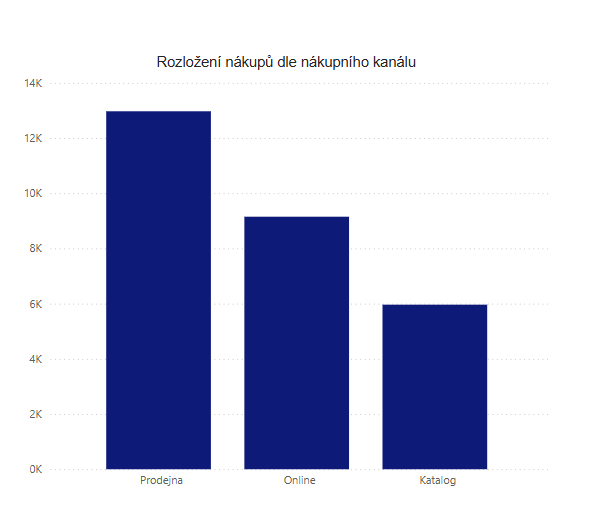 Rozložení nákupů dle nákupního kanálu
14K
12K
10K
8K
6K
4K
2K
0K
Prodejna Online Katalog